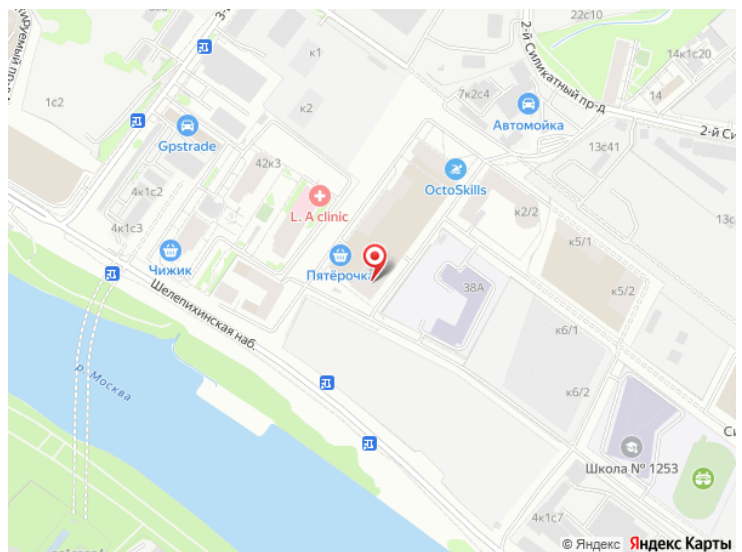 22с10
14к1с20
к1
2-й Силикатный пр-д
7к2с4
14
1с2
к2
Автомойка
2-й Си
Gpstrade
13с41
42к3
OctoSkills
4к1с2
L. A clinic
к2/2
13с
4к1с3
к5/1
Чижик
Пятёрочка
38А
к5/2
Шелепихинская наб.
к6/1
р. Москва
к6/2
Си
Школа № 1253
4к1с7
© Яндекс Яндекс Карты